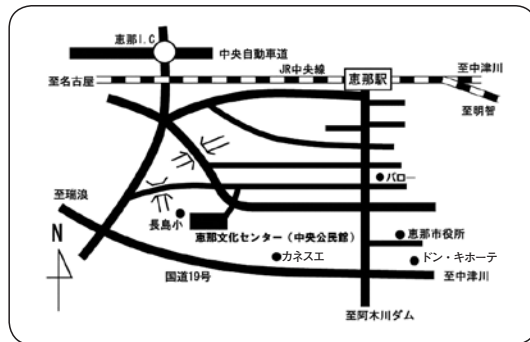 恵那I.C
中央自動車道
JR中央線
恵那駅
至中津川
至名古屋
至明智
バロー
至瑞浪
長島小
恵那文化センター（中央公民館）
恵那市役所
N
カネスエ
ドン・キホーテ
国道19号
至中津川
至阿木川ダム